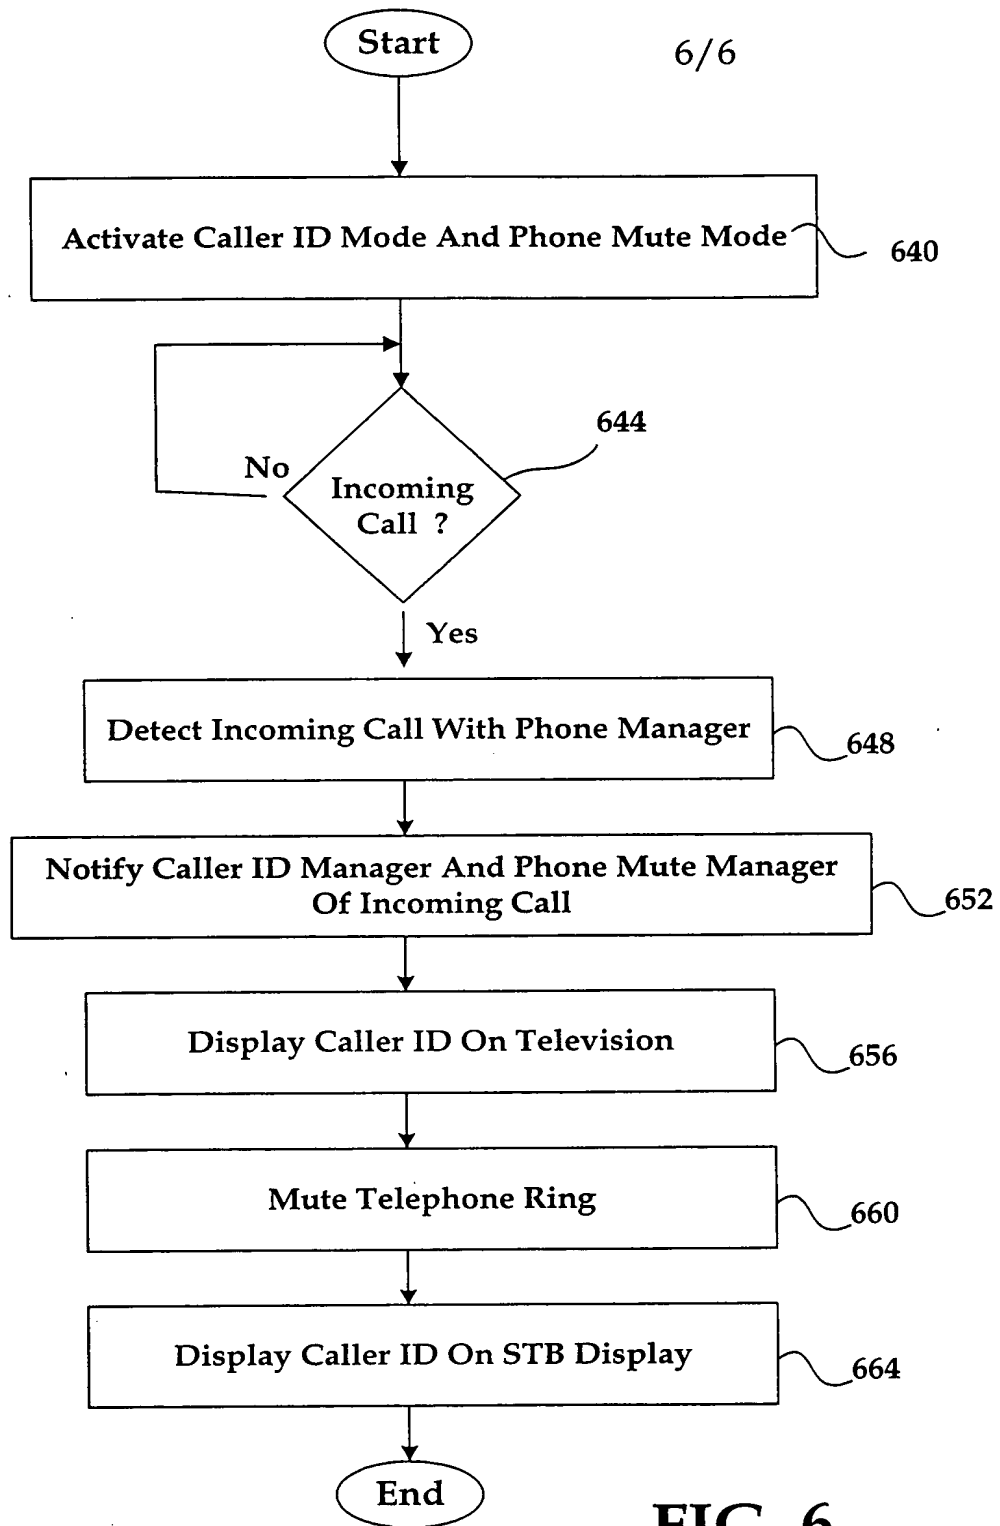 Start
6/6
Activate Caller ID Mode And Phone Mute Mode
640
644
No
Incoming
Call ?
Yes
Detect Incoming Call With Phone Manager
648
Notify Caller ID Manager And Phone Mute Manager
Of Incoming Call
652
Display Caller ID On Television
656
Mute Telephone Ring
660
Display Caller ID On STB Display
664
End
FIG. 6